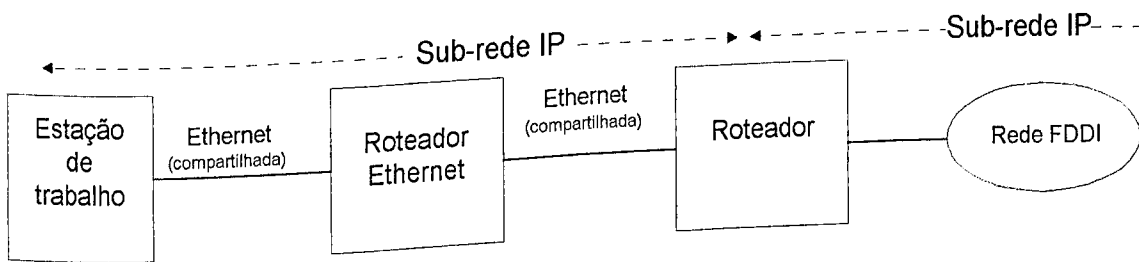 Sub-rede IP
Sub-rede IP
Estação
de
trabalho
Ethernet
(compartilhada)
Roteador
Ethernet
Ethernet
(compartilhada)
Roteador
Rede FDDI